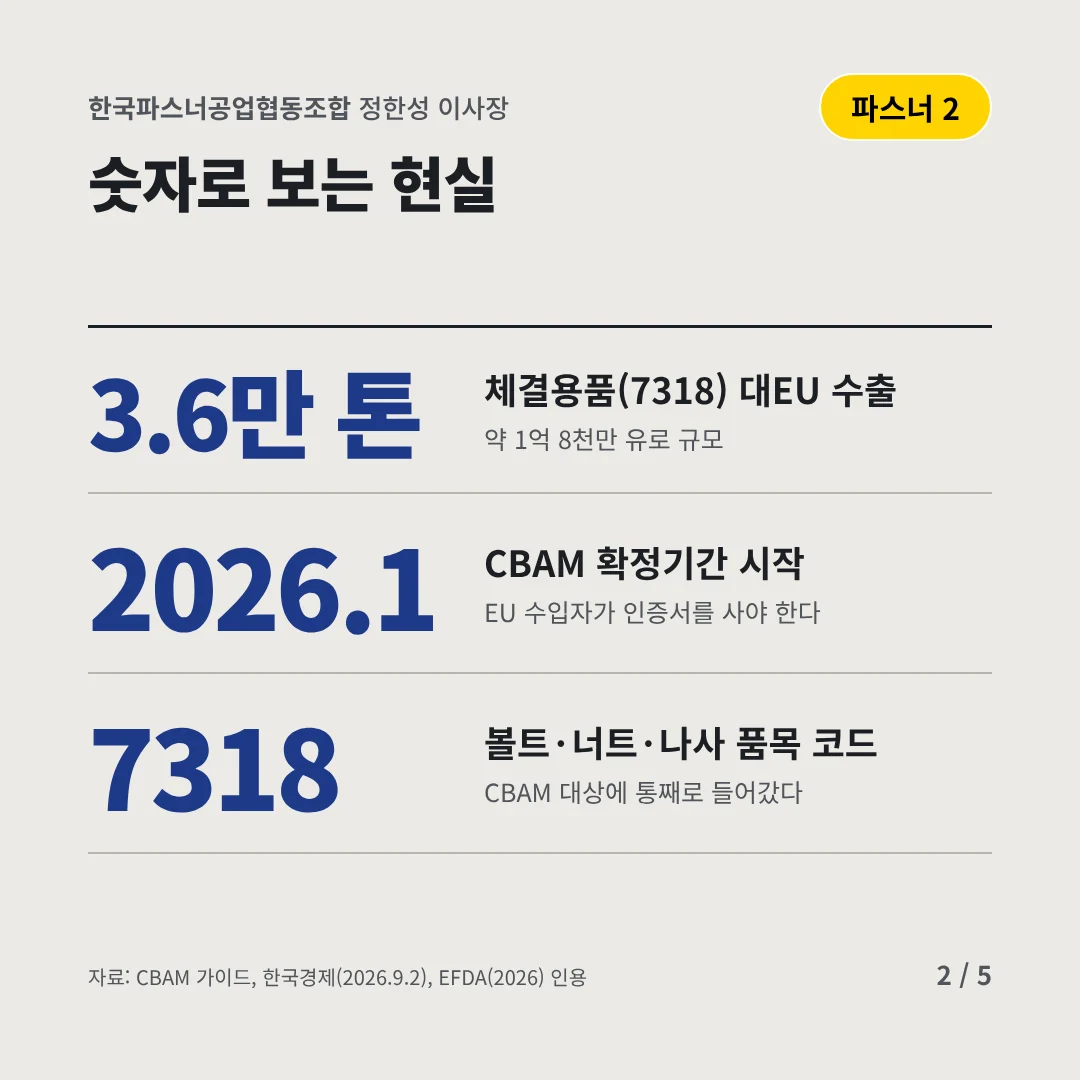 한국파스너공업협동조합 정한성 이사장
파스너 2
숫자로 보는 현실
3.6만 톤
체결용품(7318) 대EU 수출
약 1억 8천만 유로 규모
2026.1
CBAM 확정기간 시작
EU 수입자가 인증서를 사야 한다
7318
볼트·너트·나사 품목 코드
CBAM 대상에 통째로 들어갔다
자료: CBAM 가이드, 한국경제(2026.9.2), EFDA(2026) 인용
2 / 5